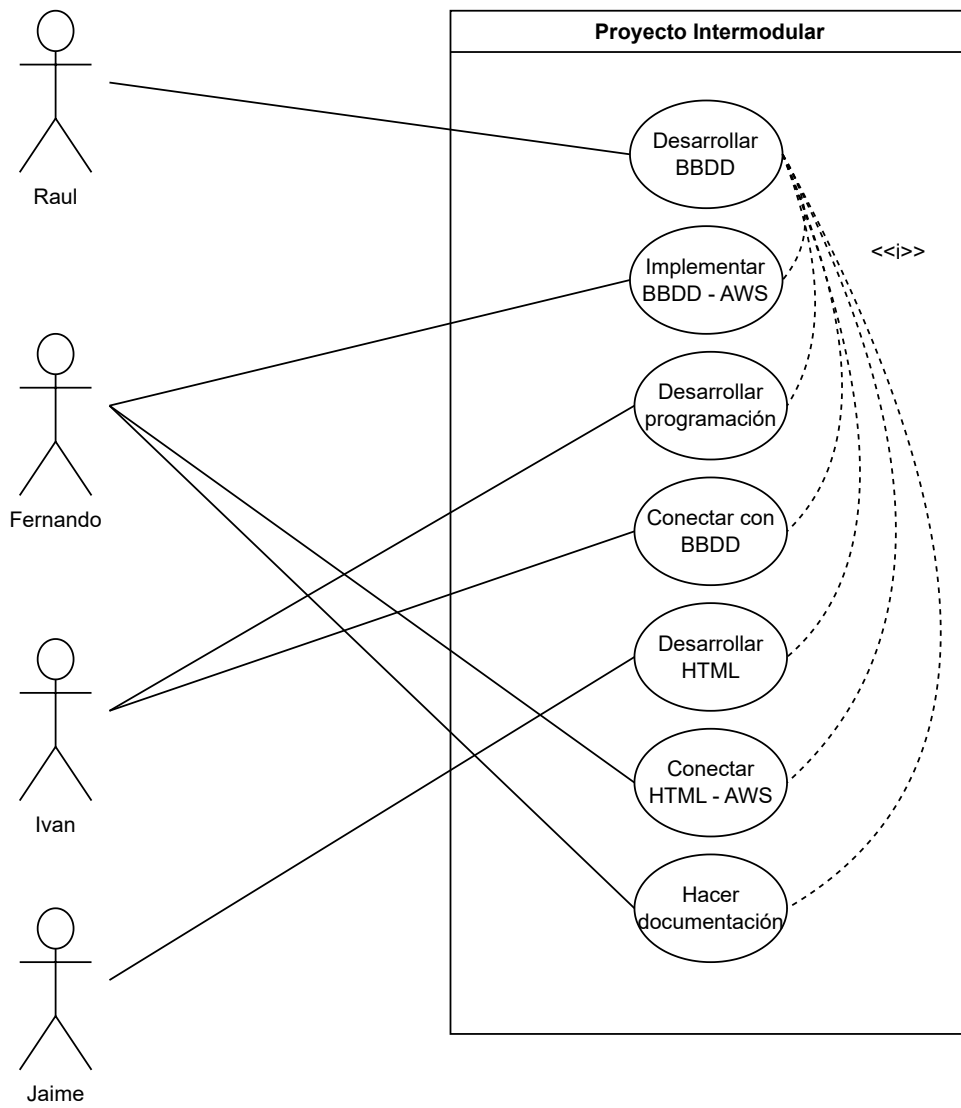 Proyecto Intermodular
Desarrollar
BBDD
Raul
<<i>>
Implementar
BBDD - AWS
Desarrollar
programación
Fernando
Conectar con
BBDD
Desarrollar
HTML
Conectar
HTML - AWS
Ivan
Hacer
documentación
Jaime